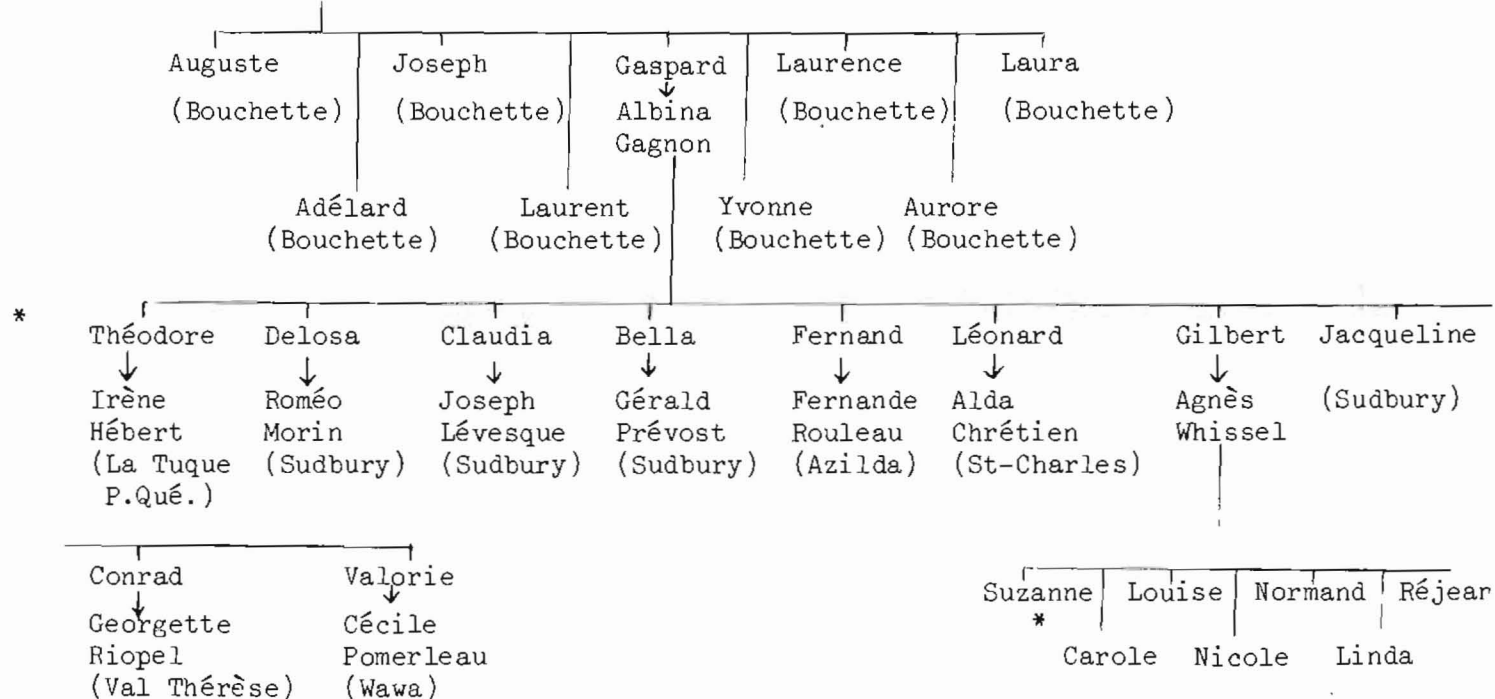 Auguste Joseph Gaspard Laurence Laura
(Bouchette) (Bouchette) Albina (Bouchette) (Bouchette)
Gagnon
Adélard Laurent Yvonne Aurore
(Bouchette) (Bouchette) (Bouchette) (Bouchette)
*
Théodore Delosa Claudia Bella Fernand Léonard Gilbert Jacqueline
Irène Roméo Joseph Gérald Fernande Alda Agnès (Sudbury)
Hébert Morin Lévesque Prévost Rouleau Chrétien Whissel
(La Tuque (Sudbury) (Sudbury) (Sudbury) (Azilda) (St-Charles)
P.Qué.)
Conrad Valorie Suzanne Louise Normand Réjear
Georgette Cécile *
Riopel Pomerleau Carole Nicole Linda
(Val Thérèse) (Wawa)